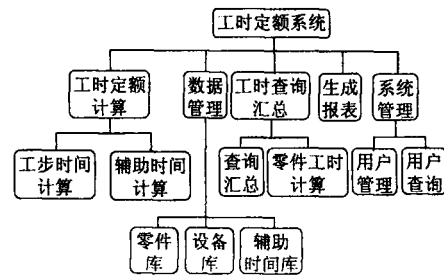 工时定额系统
工时定额
计算
数据
管理
工时查询
汇总
生成
报表
系统
管理
工步时间
计算
辅助时间
计算
查询
汇总
零件工时
计算
用户
管理
用户
查询
零件
库
设备
库
辅助
时间库